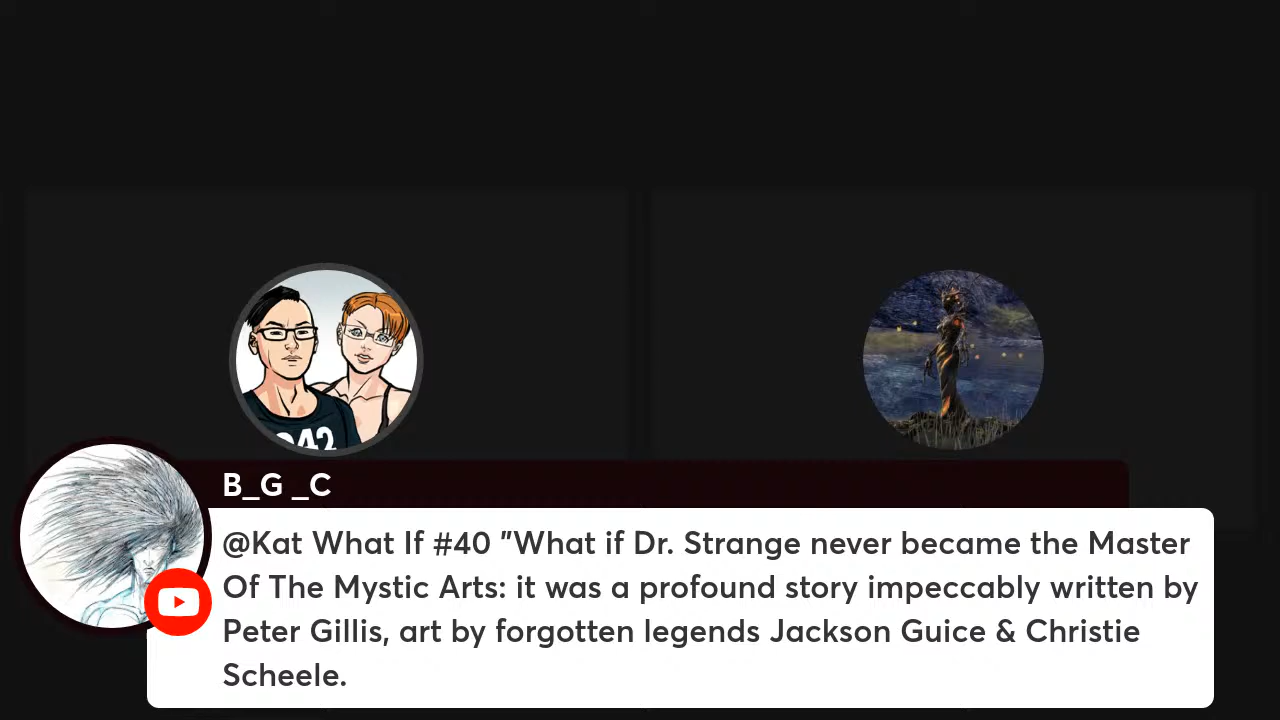 042
B_G _C
@Kat What If #40 "What if Dr. Strange never became the Master
Of The Mystic Arts: it was a profound story impeccably written by
Peter Gillis, art by forgotten legends Jackson Guice & Christie
Scheele.